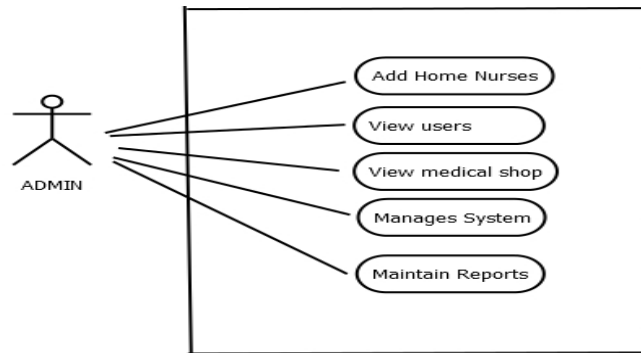 Add Home Nurses
View users
View medical shop
ADMIN
Manages System
Maintain Reports